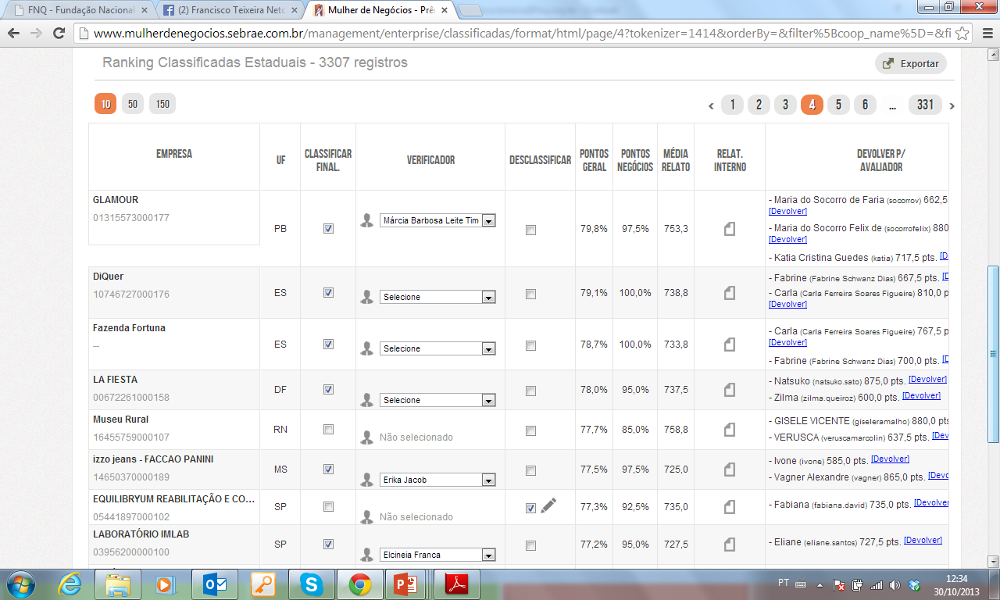 FNQ - Fundação Nacional
(2) Francisco Teixeira Neto
Mulher de Negócios - Prê
www.mulherdenegocios.sebrae.com.br/management/enterprise/classificadas/format/html/page/4?tokenizer=1414&orderBy=&filter%5Bcoop_name%5D=&fi
Ranking Classificadas Estaduais - 3307 registros
Exportar
10 50 150
‹ 1 2 3 4 5 6 ... 331 ›
EMPRESA UF CLASSIFICAR FINAL. VERIFICADOR DESCLASSIFICAR PONTOS GERAL PONTOS NEGÓCIOS MÉDIA RELATO RELAT. INTERNO DEVOLVER P/ AVALIADOR
GLAMOUR
01315573000177
PB
Márcia Barbosa Leite Tim
79,8% 97,5% 753,3
- Maria do Socorro de Faria (socorrov) 662,5
[Devolver]
- Maria do Socorro Felix de (socorrofelix) 880
[Devolver]
- Katia Cristina Guedes (katia) 717,5 pts. [D
DiQuer
10746727000176
ES
Selecione
79,1% 100,0% 738,8
- Fabrine (Fabrine Schwanz Dias) 667,5 pts. [D
- Carla (Carla Ferreira Soares Figueire) 810,0 p
[Devolver]
Fazenda Fortuna
--
ES
Selecione
78,7% 100,0% 733,8
- Carla (Carla Ferreira Soares Figueire) 767,5 p
[Devolver]
- Fabrine (Fabrine Schwanz Dias) 700,0 pts. [D
LA FIESTA
00672261000158
DF
Selecione
78,0% 95,0% 737,5
- Natsuko (natsuko.sato) 875,0 pts. [Devolver]
- Zilma (zilma.queiroz) 600,0 pts. [Devolver]
Museu Rural
16455759000107
RN
Não selecionado
77,7% 85,0% 758,8
- GISELE VICENTE (giseleramalho) 880,0 pts
- VERUSCA (veruscamarcolin) 637,5 pts. [Dev
izzo jeans - FACCAO PANINI
14650370000189
MS
Erika Jacob
77,5% 97,5% 725,0
- Ivone (ivone) 585,0 pts. [Devolver]
- Vagner Alexandre (vagner) 865,0 pts. [Devo
EQUILIBRYUM REABILITAÇÃO E CO...
05441897000102
SP
Não selecionado
77,3% 92,5% 735,0
- Fabiana (fabiana.david) 735,0 pts. [Devolver
LABORATÓRIO IMLAB
03956200000100
SP
Elcineia Franca
77,2% 95,0% 727,5
- Eliane (eliane.santos) 727,5 pts. [Devolver]
PT
12:34
30/10/2013